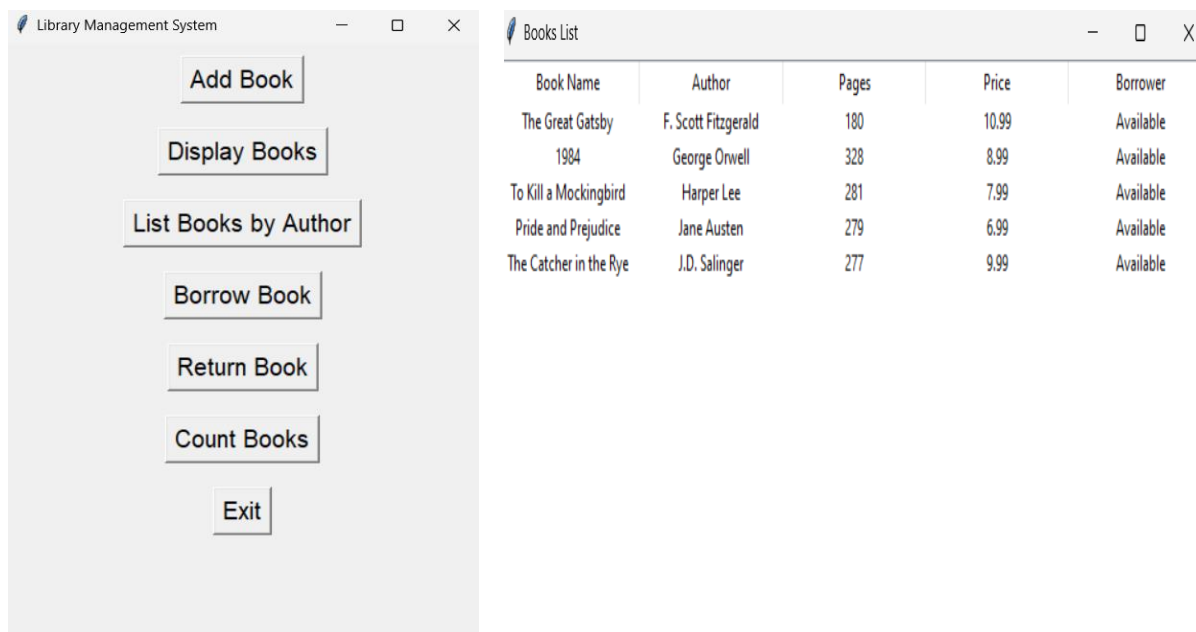 Library Management System
Add Book
Display Books
List Books by Author
Borrow Book
Return Book
Count Books
Exit
Books List
Book Name Author Pages Price Borrower
The Great Gatsby F. Scott Fitzgerald 180 10.99 Available
1984 George Orwell 328 8.99 Available
To Kill a Mockingbird Harper Lee 281 7.99 Available
Pride and Prejudice Jane Austen 279 6.99 Available
The Catcher in the Rye J.D. Salinger 277 9.99 Available